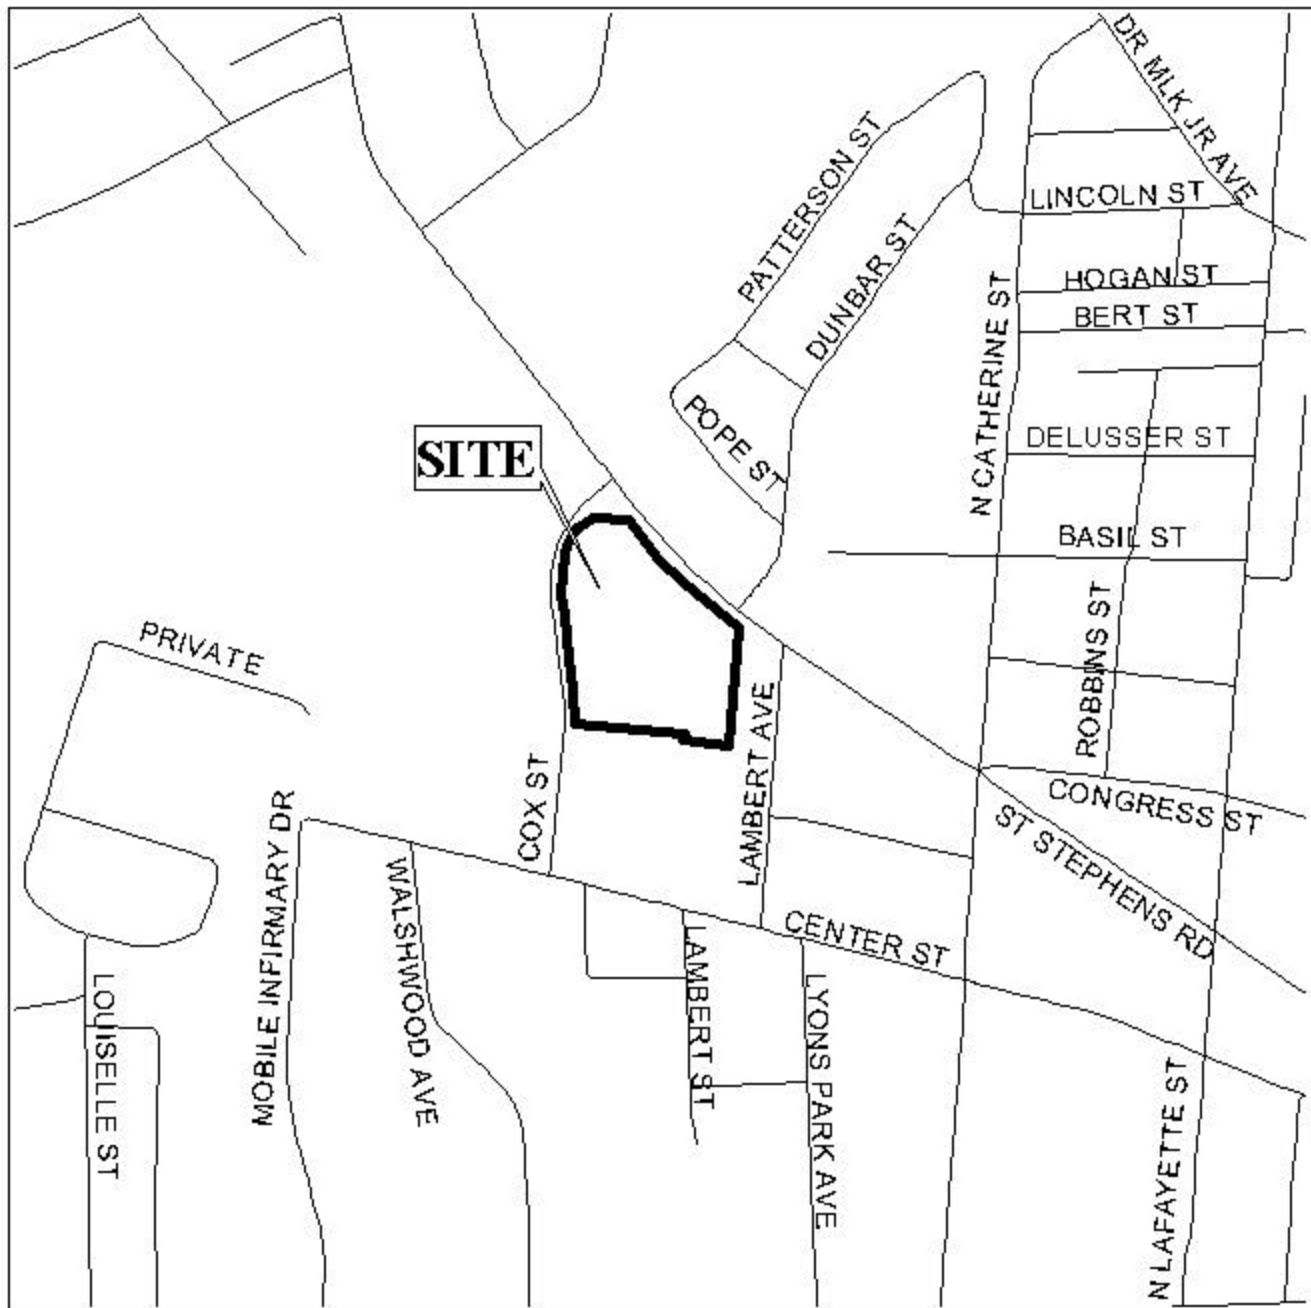 DR MLK JR AVE
PATTERSON ST
LINCOLN ST
DUNBAR ST
HOGAN ST
BERT ST
N CATHERINE ST
POPE ST
DELUSSER ST
SITE
BASIL ST
ROBBINS ST
PRIVATE
LAMBERT AVE
COX ST
CONGRESS ST
ST STEPHENS RD
MOBILE INFIRMARY DR
WALSHWOOD AVE
CENTER ST
LAMBERT ST
LOUISELLE ST
LYONS PARK AVE
N LAFAYETTE ST